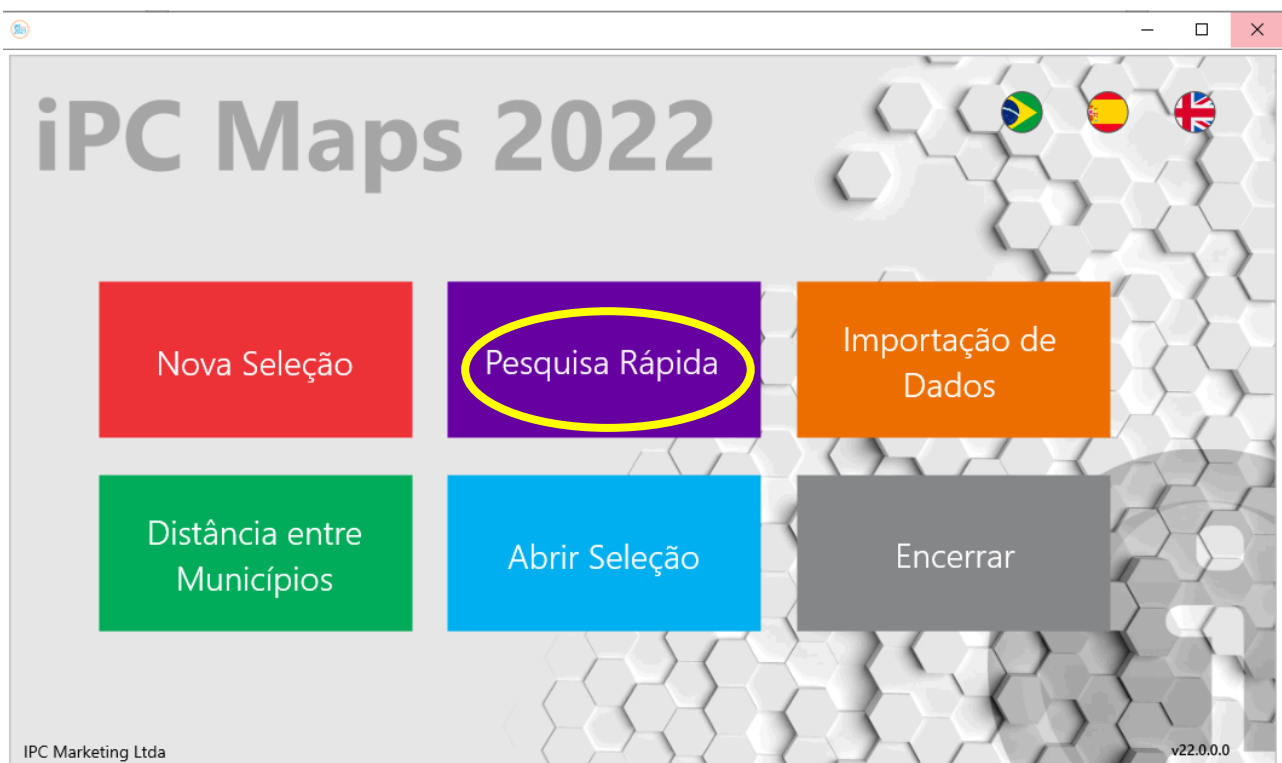 iPC Maps 2022
Nova Seleção
Pesquisa Rápida
Importação de
Dados
Distância entre
Municípios
Abrir Seleção
Encerrar
IPC Marketing Ltda
v22.0.0.0